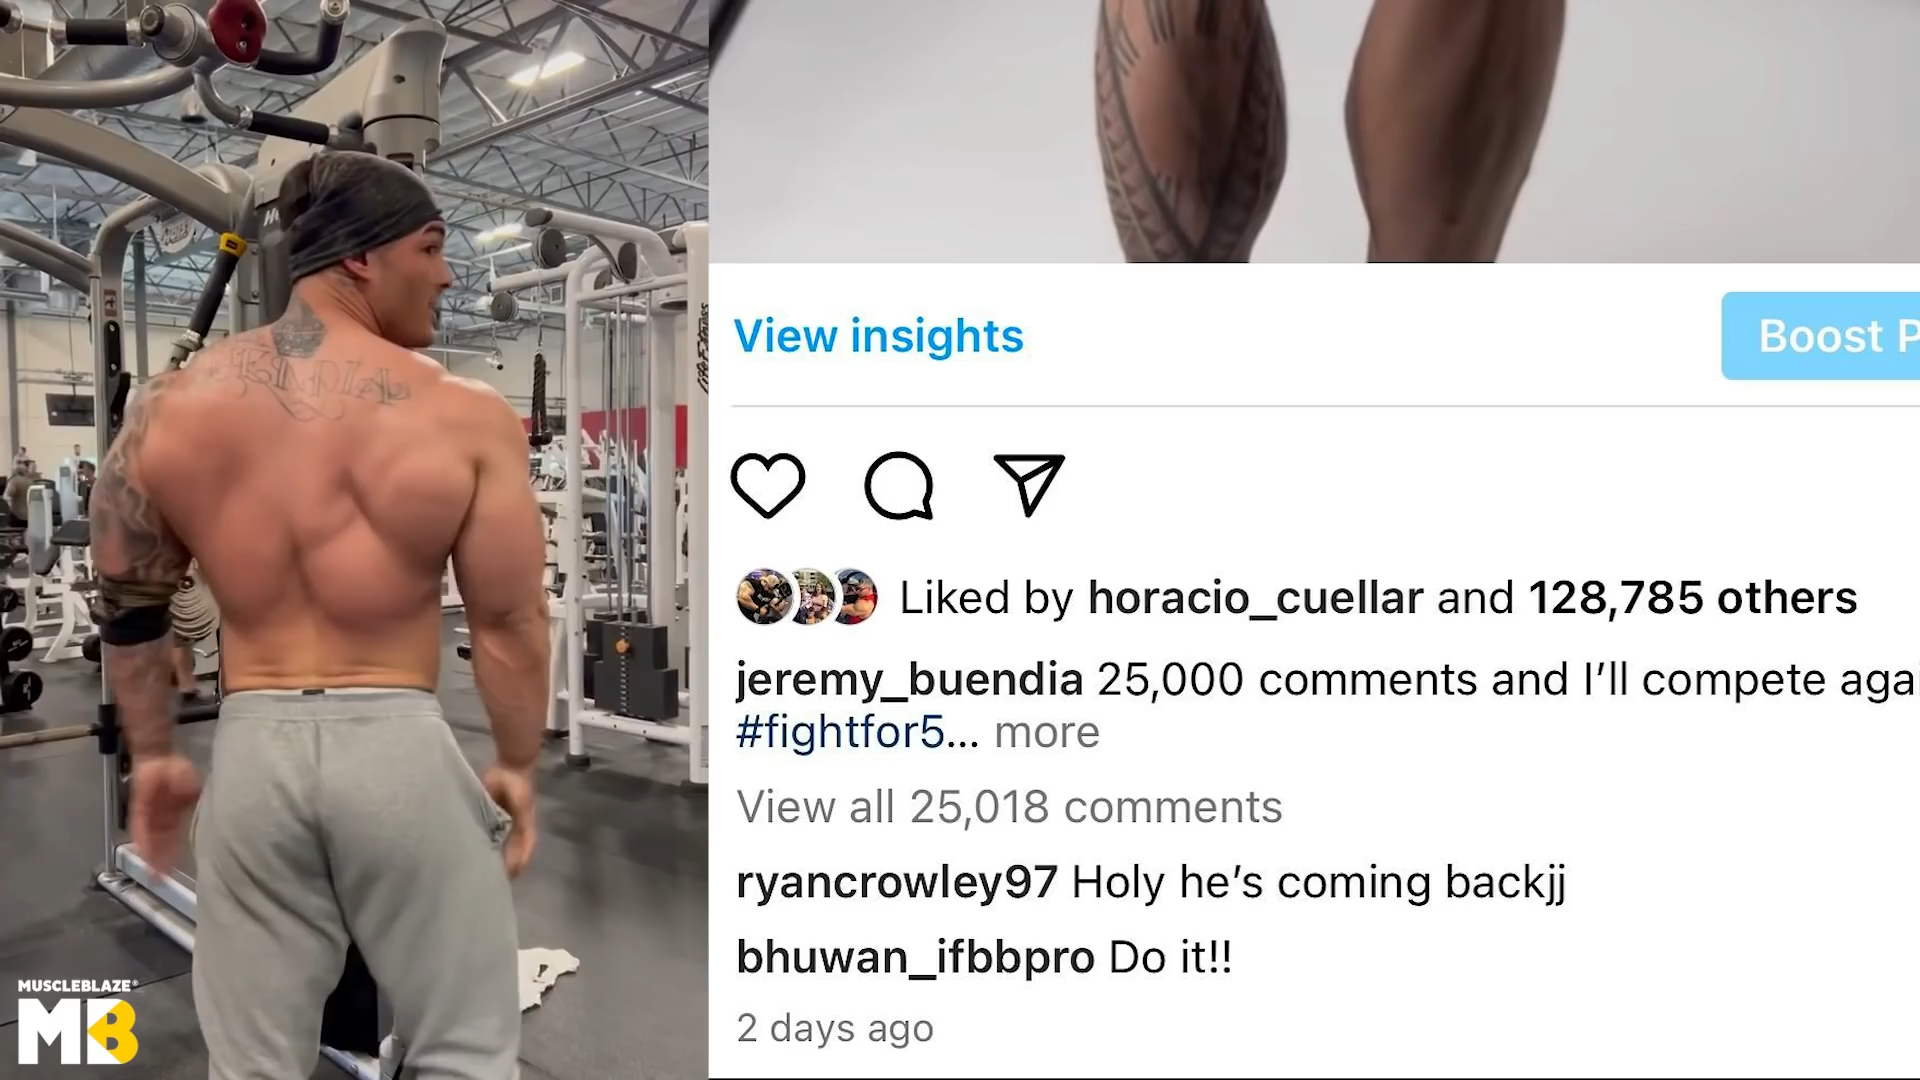 View insights
Boost P
Liked by horacio_cuellar and 128,785 others
jeremy_buendia 25,000 comments and I’ll compete agai
#fightfor5... more
View all 25,018 comments
ryancrowley97 Holy he’s coming backjj
bhuwan_ifbbpro Do it!!
2 days ago
MUSCLEBLAZE®
MB